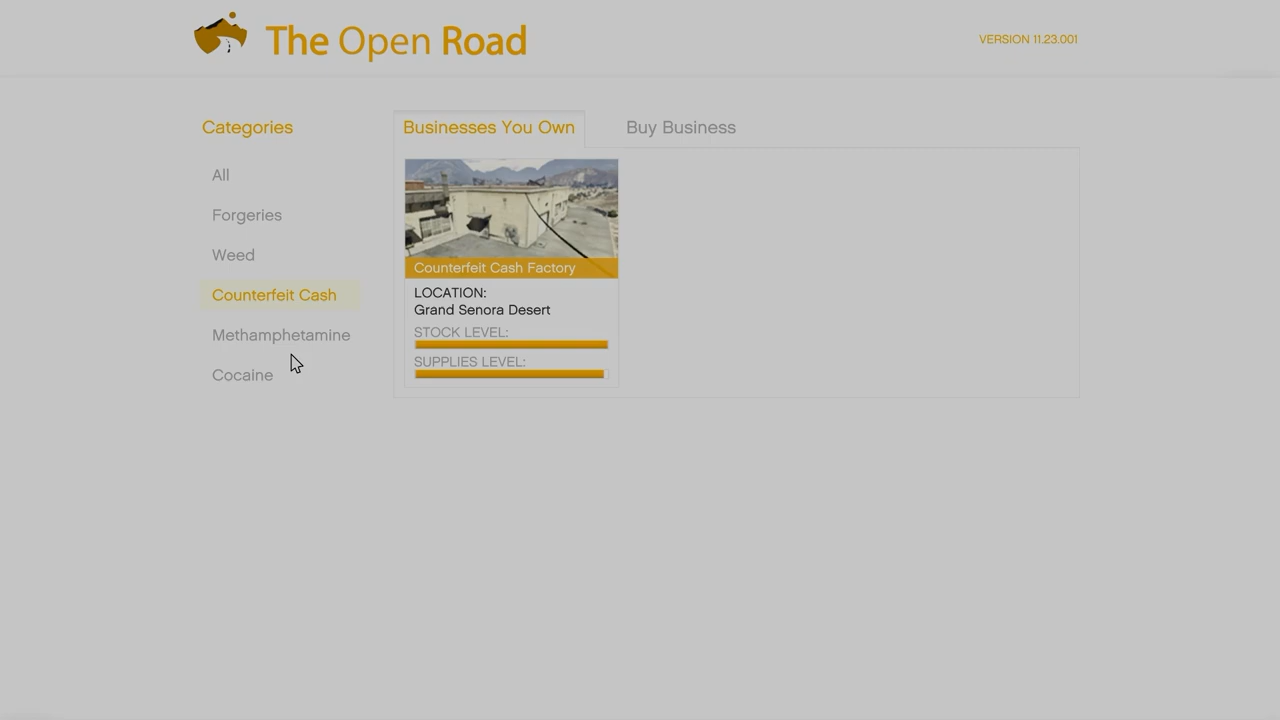 The Open Road
VERSION 11.23.001
Categories
All
Forgeries
Weed
Counterfeit Cash
Methamphetamine
Cocaine
Businesses You Own
Buy Business
Counterfeit Cash Factory
LOCATION:
Grand Senora Desert
STOCK LEVEL:
SUPPLIES LEVEL: